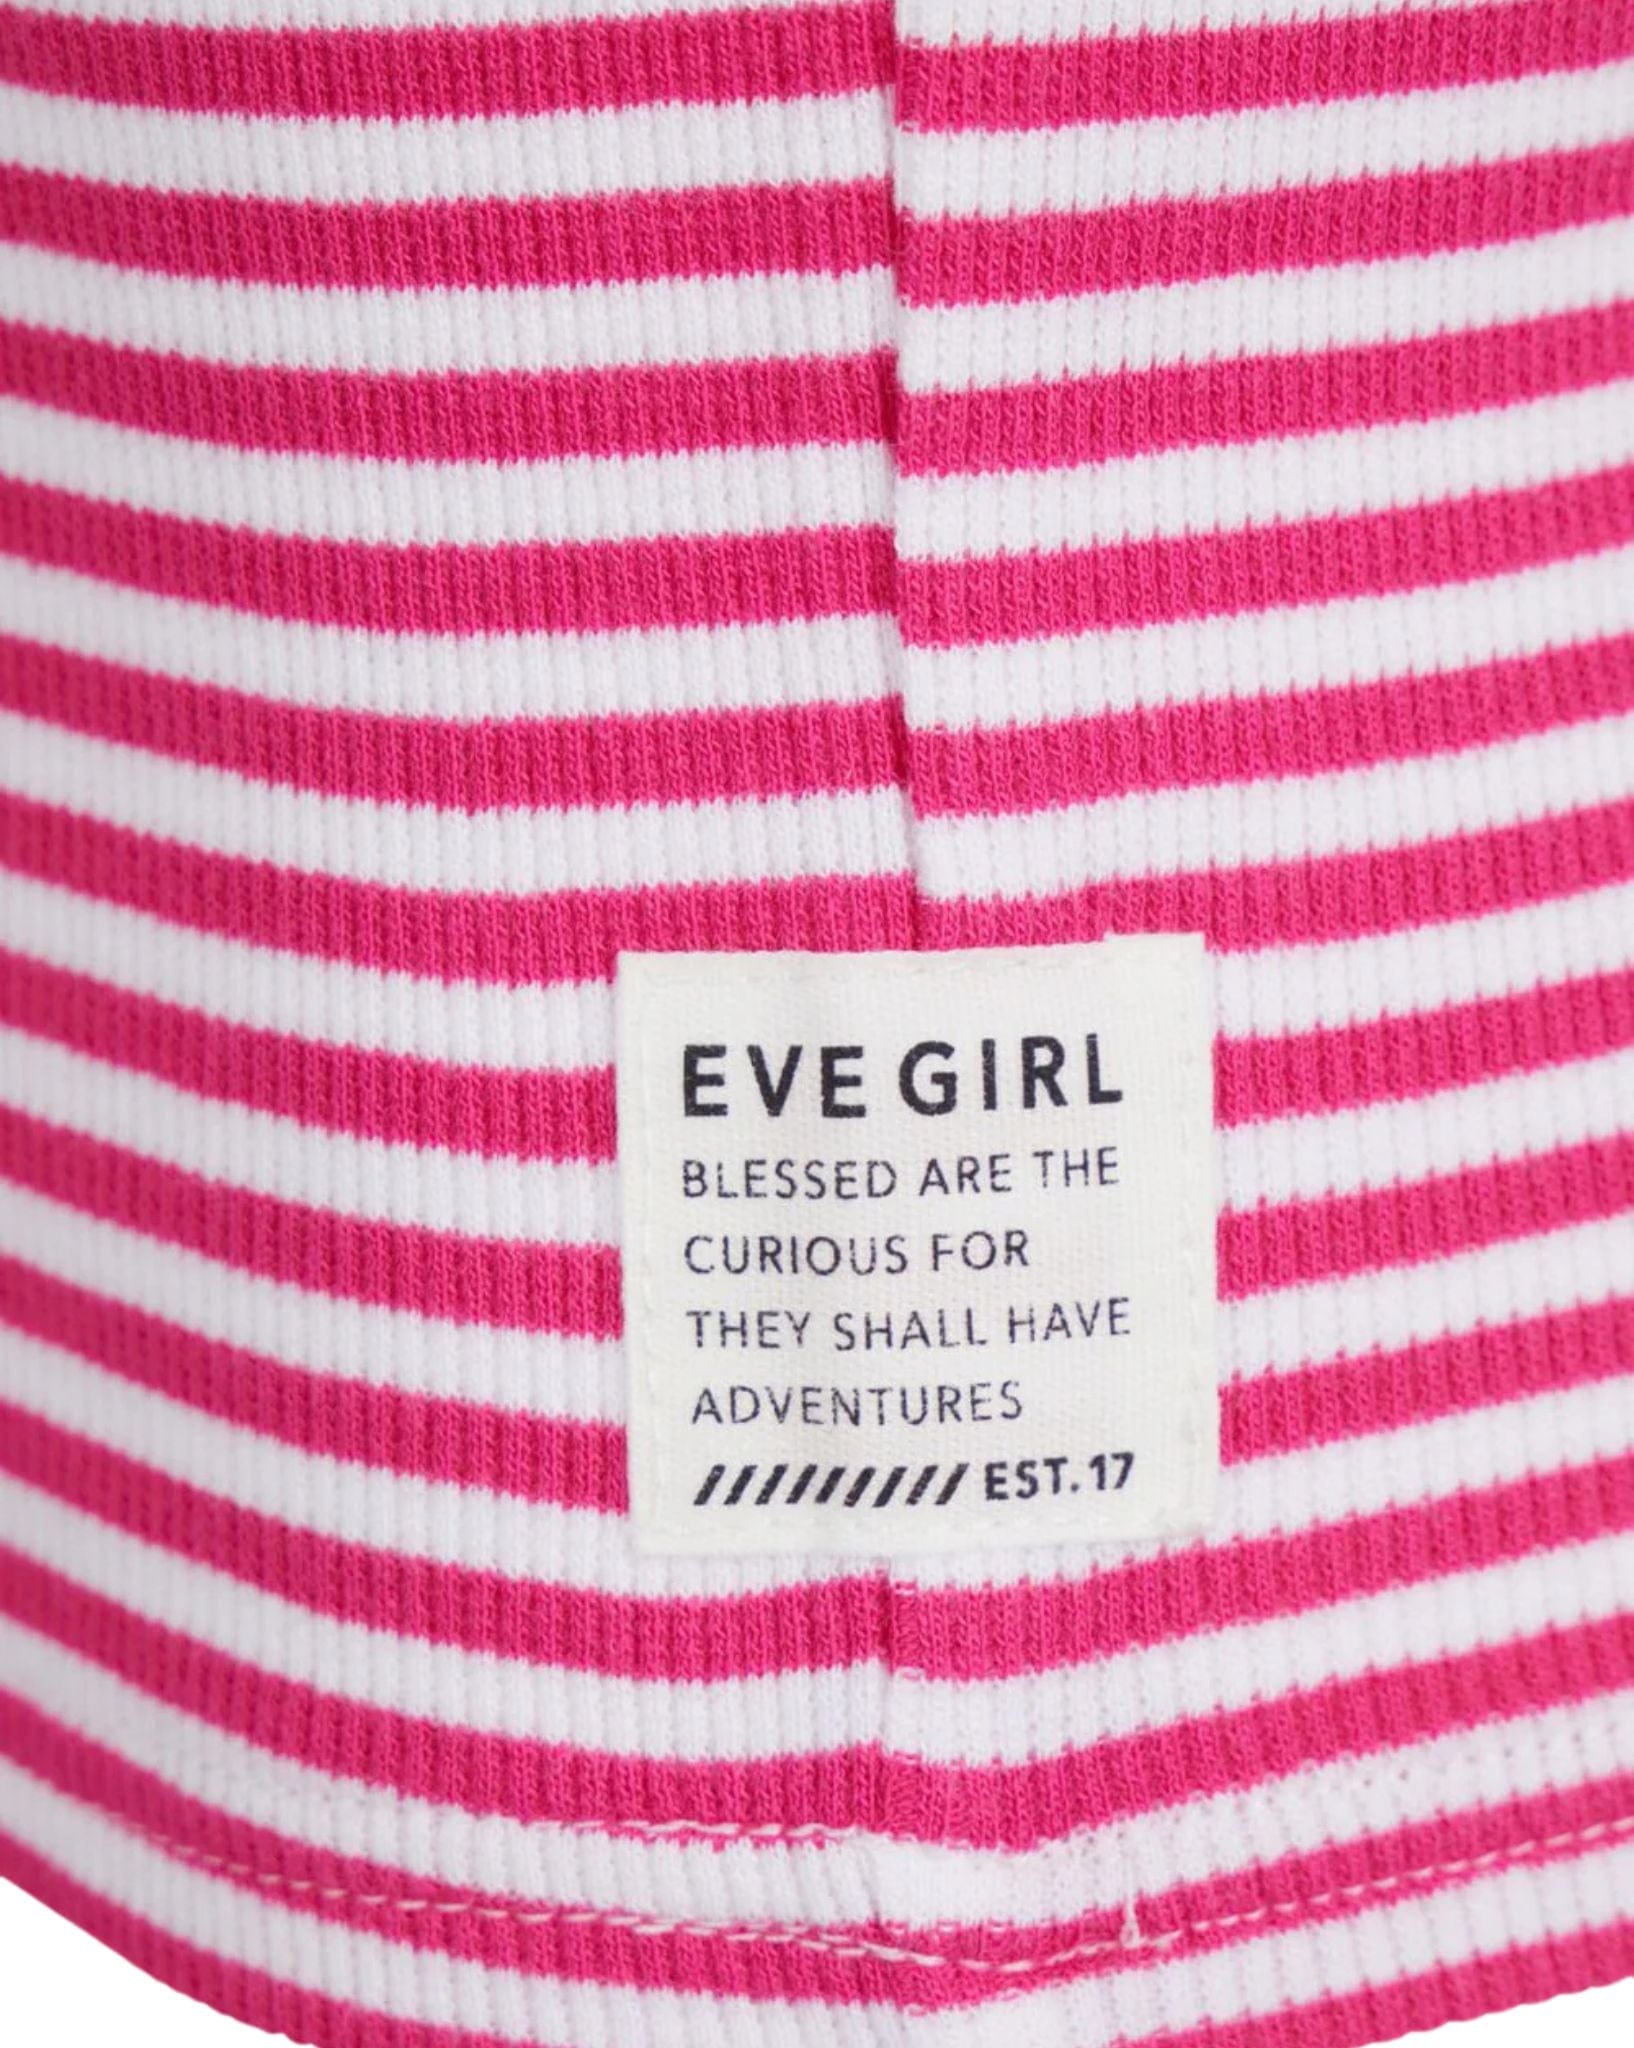 EVE GIRL
BLESSED ARE THE
CURIOUS FOR
THEY SHALL HAVE
ADVENTURES
////////// EST. 17